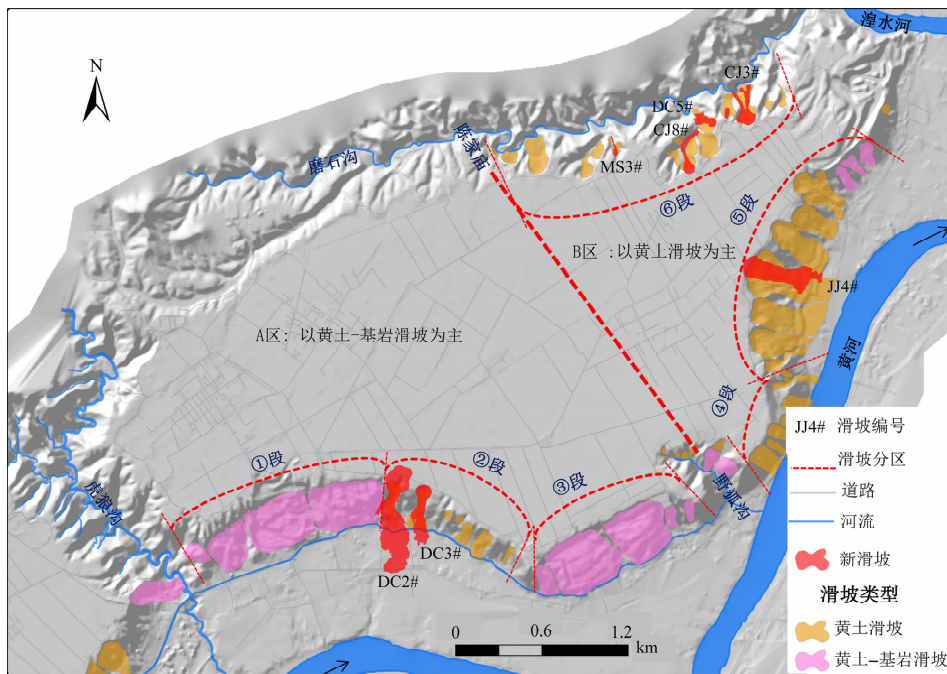 湟水河
N
CJ3#
DC5#
CJ8#
陈家庙
磨石沟
MS3#
⑥段
⑤段
B区 :以黄土滑坡为主
JJ4#
A区: 以黄土-基岩滑坡为主
黄河
④段
①段
②段
③段
虎狼沟
野狐沟
DC3#
DC2#
JJ4# 滑坡编号
滑坡分区
道路
河流
新滑坡
滑坡类型
黄土滑坡
黄土-基岩滑坡
0 0.6 1.2
km